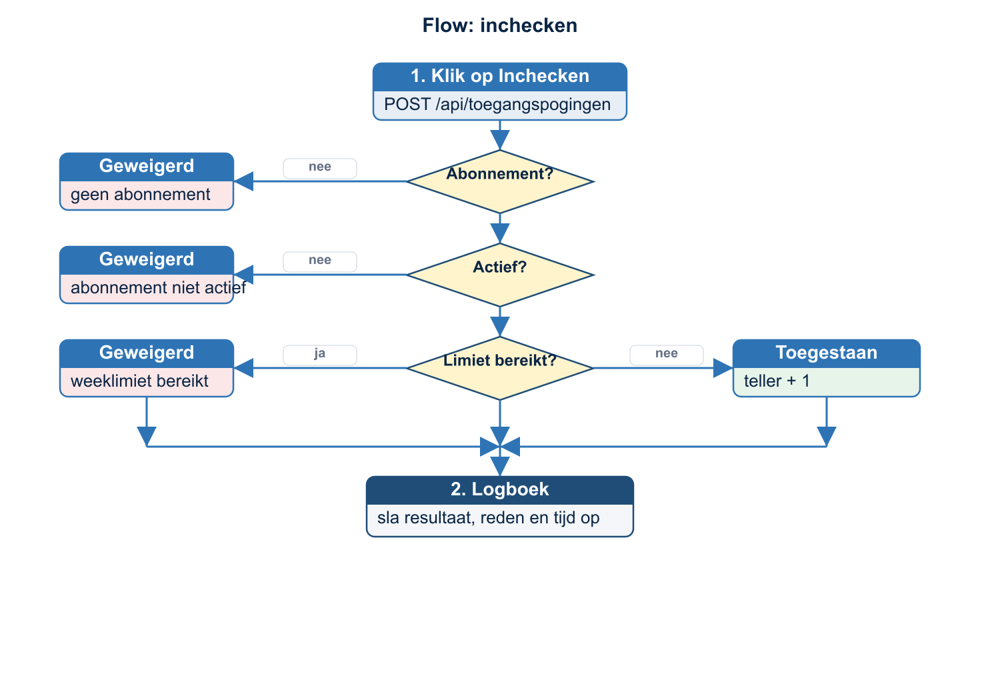 Flow: inchecken
1. Klik op Inchecken
POST /api/toegangspogingen
Geweigerd
geen abonnement
nee
Abonnement?
Geweigerd
abonnement niet actief
nee
Actief?
Geweigerd
weeklimiet bereikt
ja
Limiet bereikt?
nee
Toegestaan
teller + 1
2. Logboek
sla resultaat, reden en tijd op